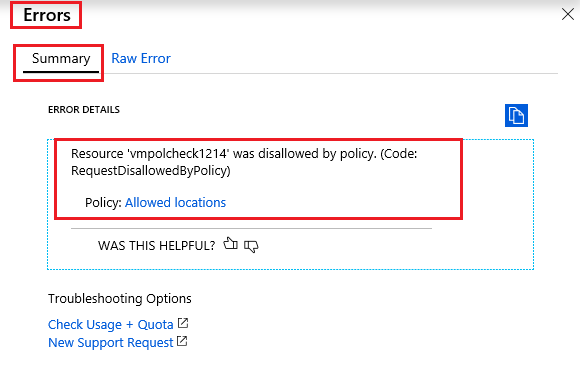 Errors
Summary
Raw Error
ERROR DETAILS
Resource 'vmpolcheck1214' was disallowed by policy. (Code:
RequestDisallowedByPolicy)
Policy: Allowed locations
WAS THIS HELPFUL?
Troubleshooting Options
Check Usage + Quota
New Support Request